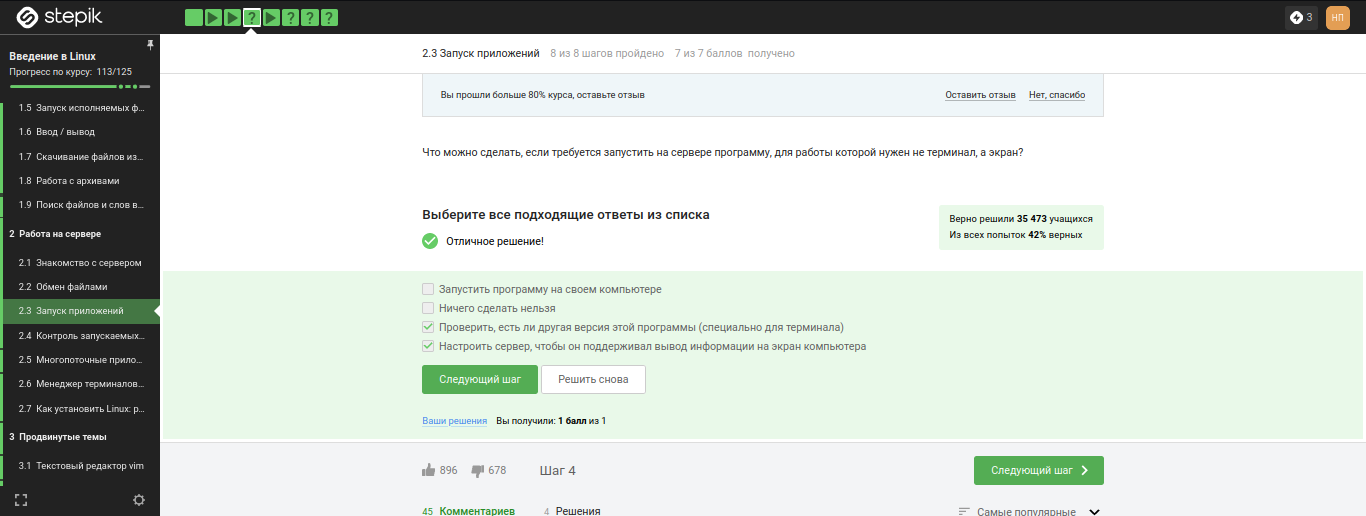 stepik
? ? ? ?
3
НП
Введение в Linux
Прогресс по курсу: 113/125
1.5 Запуск исполняемых ф...
1.6 Ввод / вывод
1.7 Скачивание файлов из...
1.8 Работа с архивами
1.9 Поиск файлов и слов в...
2 Работа на сервере
2.1 Знакомство с сервером
2.2 Обмен файлами
2.3 Запуск приложений
2.4 Контроль запускаемых...
2.5 Многопоточные прило...
2.6 Менеджер терминалов...
2.7 Как установить Linux: р...
3 Продвинутые темы
3.1 Текстовый редактор vim
2.3 Запуск приложений 8 из 8 шагов пройдено 7 из 7 баллов получено
Вы прошли больше 80% курса, оставьте отзыв
Оставить отзыв Нет, спасибо
Что можно сделать, если требуется запустить на сервере программу, для работы которой нужен не терминал, а экран?
Выберите все подходящие ответы из списка
Верно решили 35 473 учащихся
Из всех попыток 42% верных
Отличное решение!
Запустить программу на своем компьютере
Ничего сделать нельзя
Проверить, есть ли другая версия этой программы (специально для терминала)
Настроить сервер, чтобы он поддерживал вывод информации на экран компьютера
Следующий шаг Решить снова
Ваши решения Вы получили: 1 балл из 1
896 678 Шаг 4
Следующий шаг
45 Комментариев 4 Решения
Самые популярные